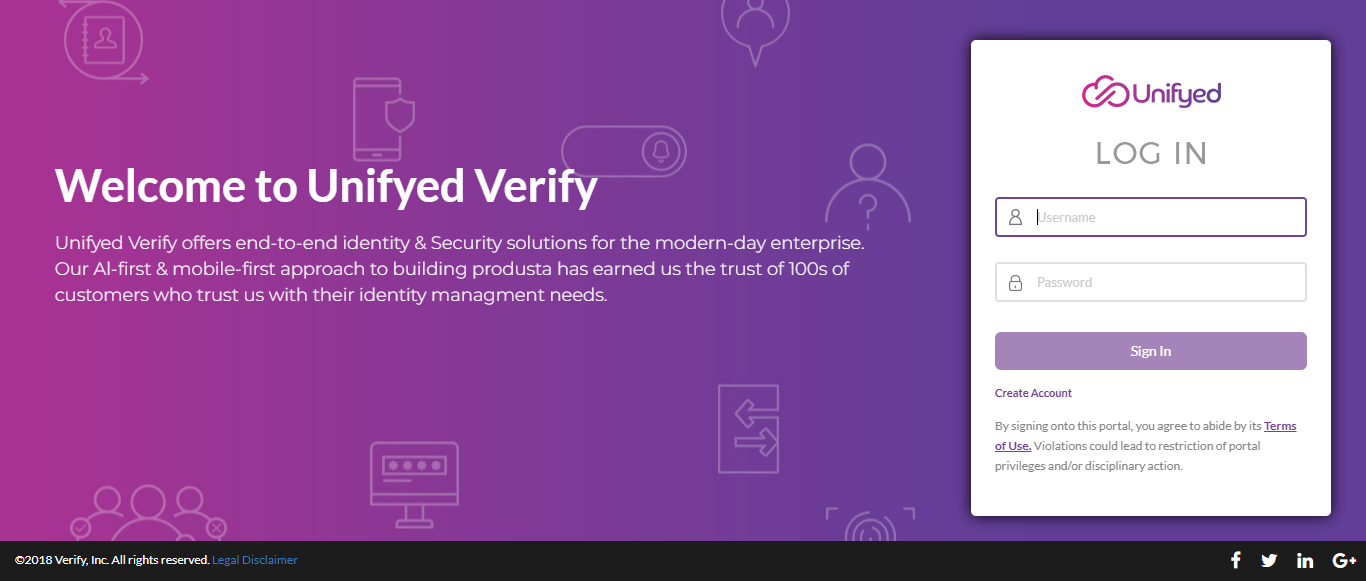 Unifyed
LOG IN
Welcome to Unifyed Verify
Unifyed Verify offers end-to-end identity & Security solutions for the modern-day enterprise.
Our AI-first & mobile-first approach to building produsta has earned us the trust of 100s of
customers who trust us with their identity managment needs.
Username
Password
Sign In
Create Account
By signing onto this portal, you agree to abide by its Terms
of Use. Violations could lead to restriction of portal
privileges and/or disciplinary action.
©2018 Verify, Inc. All rights reserved. Legal Disclaimer